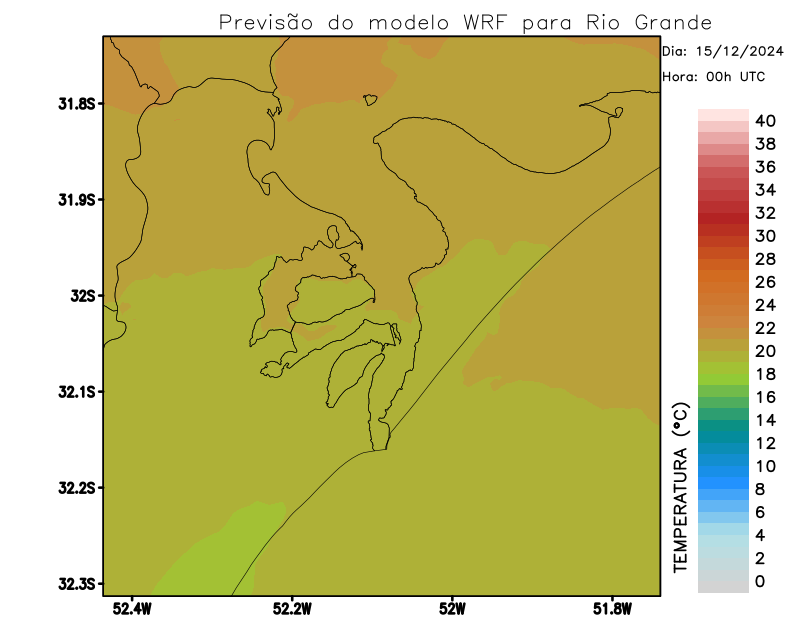 Previsão do modelo WRF para Rio Grande
Dia: 15/12/2024
Hora: 00h UTC
31.8S
31.9S
32S
32.1S
32.2S
32.3S
52.4W
52.2W
52W
51.8W
TEMPERATURA (°C)
40
38
36
34
32
30
28
26
24
22
20
18
16
14
12
10
8
6
4
2
0